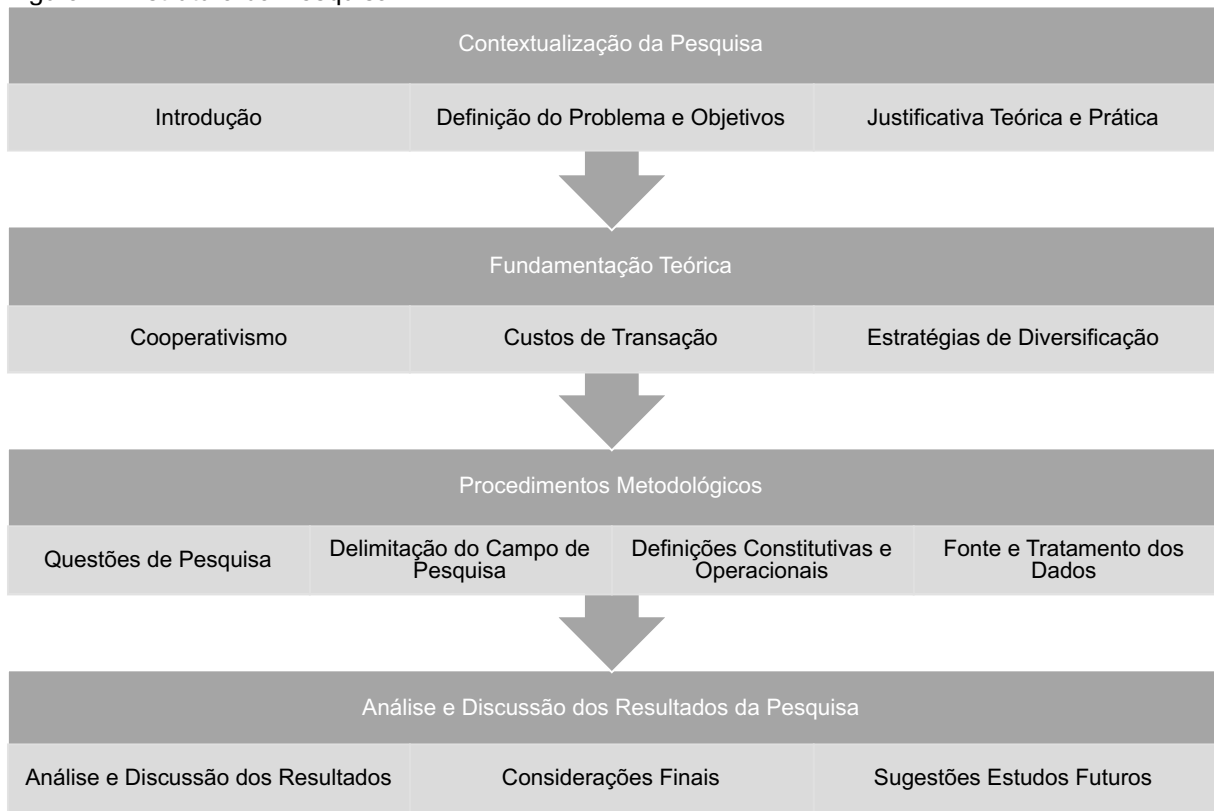 Contextualização da Pesquisa
Introdução
Definição do Problema e Objetivos
Justificativa Teórica e Prática
Fundamentação Teórica
Cooperativismo
Custos de Transação
Estratégias de Diversificação
Procedimentos Metodológicos
Questões de Pesquisa
Delimitação do Campo de
Pesquisa
Definições Constitutivas e
Operacionais
Fonte e Tratamento dos
Dados
Análise e Discussão dos Resultados da Pesquisa
Análise e Discussão dos Resultados
Considerações Finais
Sugestões Estudos Futuros